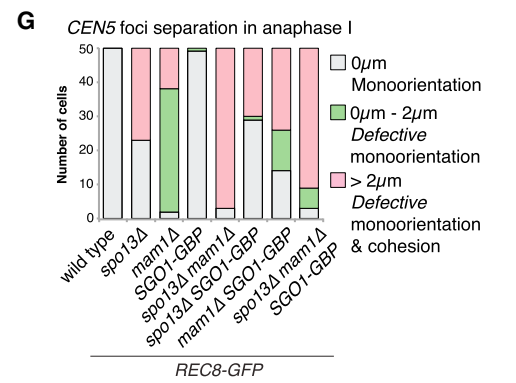 G
CEN5 foci separation in anaphase I
Number of cells
50
40
30
20
10
0
wild type
spo13Δ
mam1Δ
SGO1-GBP
spo13Δ mam1Δ
spo13Δ SGO1-GBP
mam1Δ SGO1-GBP
spo13Δ mam1Δ
SGO1-GBP
REC8-GFP
0µm
Monoorientation
0µm - 2µm
Defective
monoorientation
> 2µm
Defective
monoorientation
& cohesion